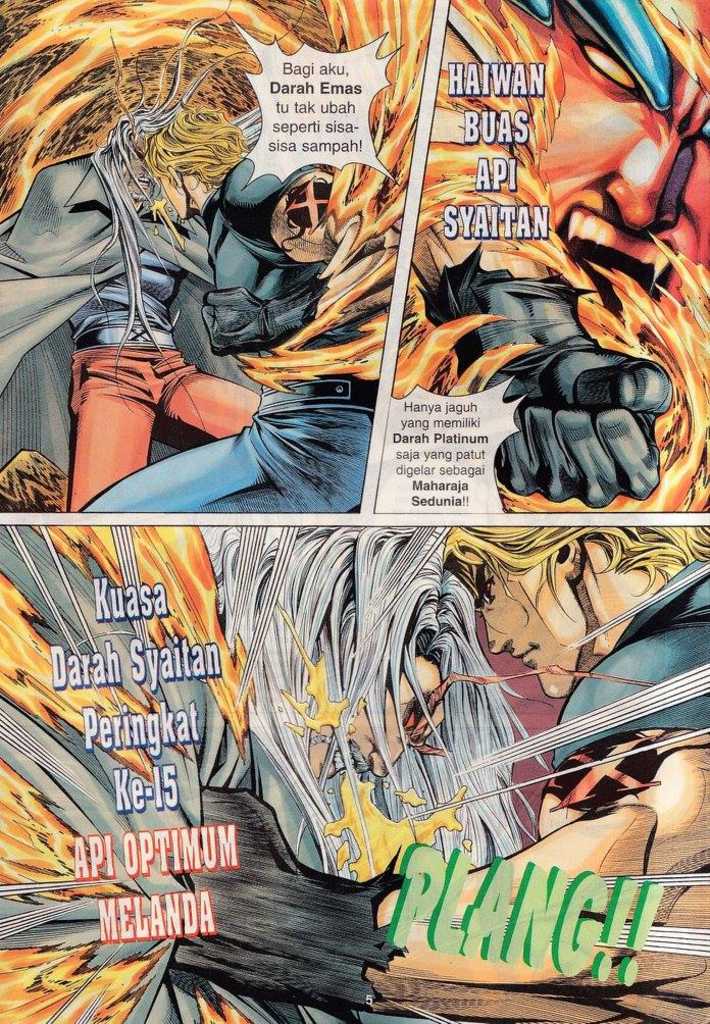 Bagi aku,
Darah Emas
tu tak ubah
seperti sisa-
sisa sampah!
HAIWAN
BUAS
API
SYAITAN
Hanya jaguh
yang memiliki
Darah Platinum
saja yang patut
digelar sebagai
Maharaja
Sedunia!!
Kuasa
Darah Syaitan
Peringkat
Ke-15
API OPTIMUM
MELANDA
PLANG!!
5